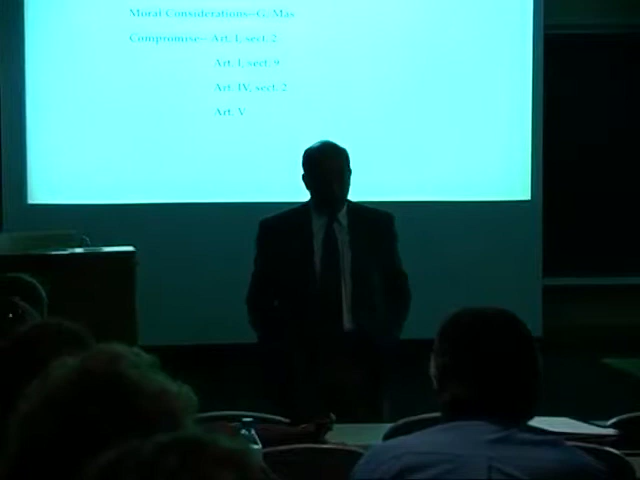 Moral Considerations--G. Mas
Compromise-- Art. I, sect. 2
Art. I, sect. 9
Art. IV, sect. 2
Art. V